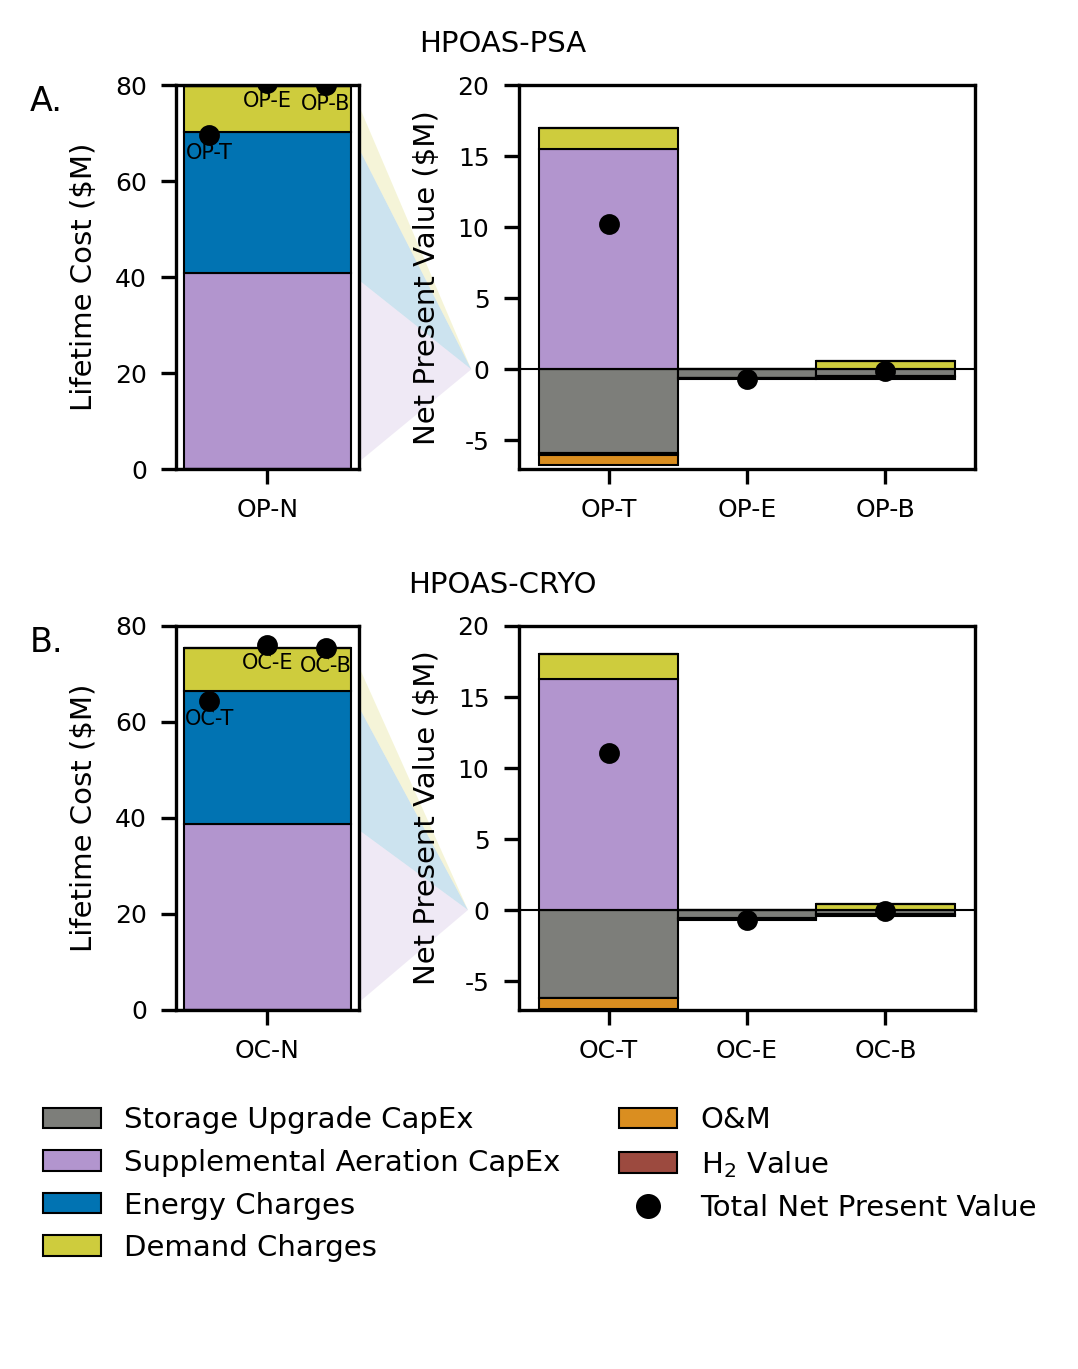 HPOAS-PSA
A.
Lifetime Cost ($M)
80
60
40
20
0
OP-E
OP-B
OP-T
OP-N
Net Present Value ($M)
20
15
10
5
0
-5
OP-T
OP-E
OP-B
HPOAS-CRYO
B.
Lifetime Cost ($M)
80
60
40
20
0
OC-E
OC-B
OC-T
OC-N
Net Present Value ($M)
20
15
10
5
0
-5
OC-T
OC-E
OC-B
Storage Upgrade CapEx
Supplemental Aeration CapEx
Energy Charges
Demand Charges
O&M
H₂ Value
Total Net Present Value